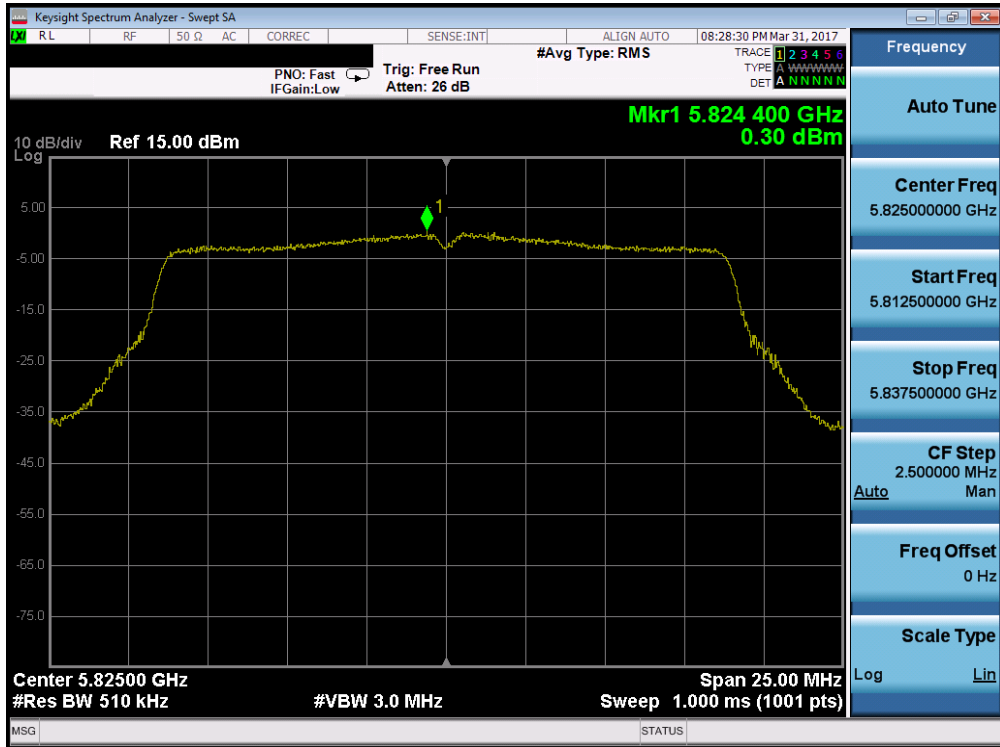 Keysight Spectrum Analyzer - Swept SA
LXI RL RF 50 Ω AC CORREC SENSE:INT ALIGN AUTO 08:28:30 PM Mar 31, 2017
#Avg Type: RMS
TRACE 1 2 3 4 5 6
TYPE A WWWWW
DET A N N N N N
PNO: Fast
IFGain:Low
Trig: Free Run
Atten: 26 dB
Mkr1 5.824 400 GHz
0.30 dBm
10 dB/div
Log
Ref 15.00 dBm
1
5.00
-5.00
-15.0
-25.0
-35.0
-45.0
-55.0
-65.0
-75.0
Center 5.82500 GHz
#Res BW 510 kHz
#VBW 3.0 MHz
Span 25.00 MHz
Sweep 1.000 ms (1001 pts)
MSG
STATUS
Frequency
Auto Tune
Center Freq
5.825000000 GHz
Start Freq
5.812500000 GHz
Stop Freq
5.837500000 GHz
CF Step
2.500000 MHz
Auto Man
Freq Offset
0 Hz
Scale Type
Log Lin